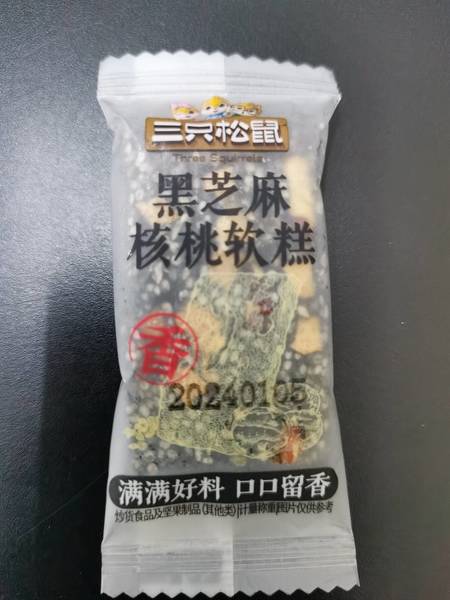 三只松鼠
Three Squirrels
黑芝麻
核桃软糕
香
20240105
满满好料 口口留香
炒货食品及坚果制品(其他类)|计量称重|图片仅供参考